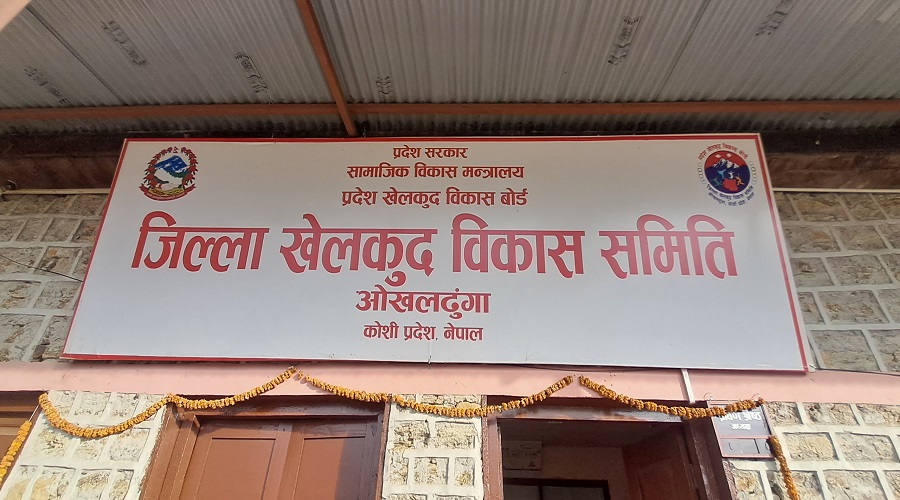 प्रदेश सरकार
सामाजिक विकास मन्त्रालय
प्रदेश खेलकुद विकास बोर्ड
जिल्ला खेलकुद विकास समिति
ओखलढुंगा
कोशी प्रदेश, नेपाल